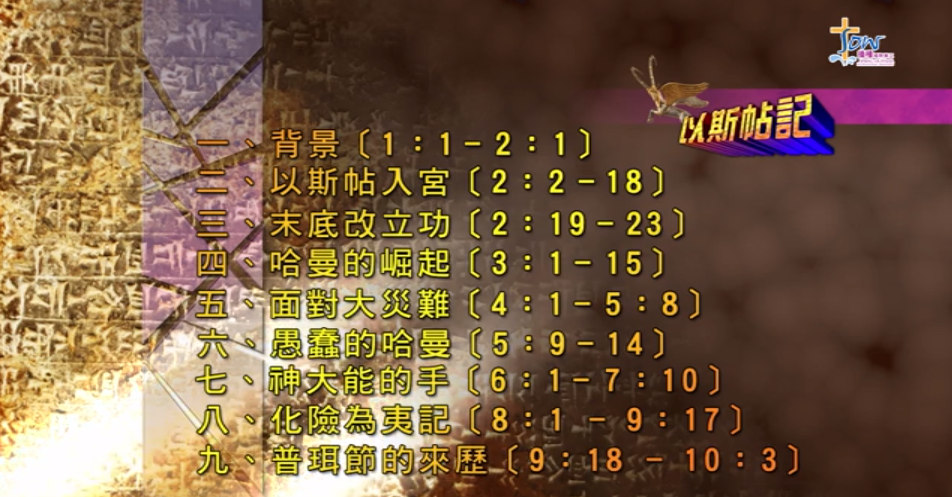 JOW
以斯帖記
一、背景〔1：1－2：1〕
二、以斯帖入宮〔2：2－18〕
三、末底改立功〔2：19－23〕
四、哈曼的崛起〔3：1－15〕
五、面對大災難〔4：1－5：8〕
六、愚蠢的哈曼〔5：9－14〕
七、神大能的手〔6：1－7：10〕
八、化險為夷記〔8：1 － 9：17〕
九、普珥節的來歷〔9：18 － 10：3〕